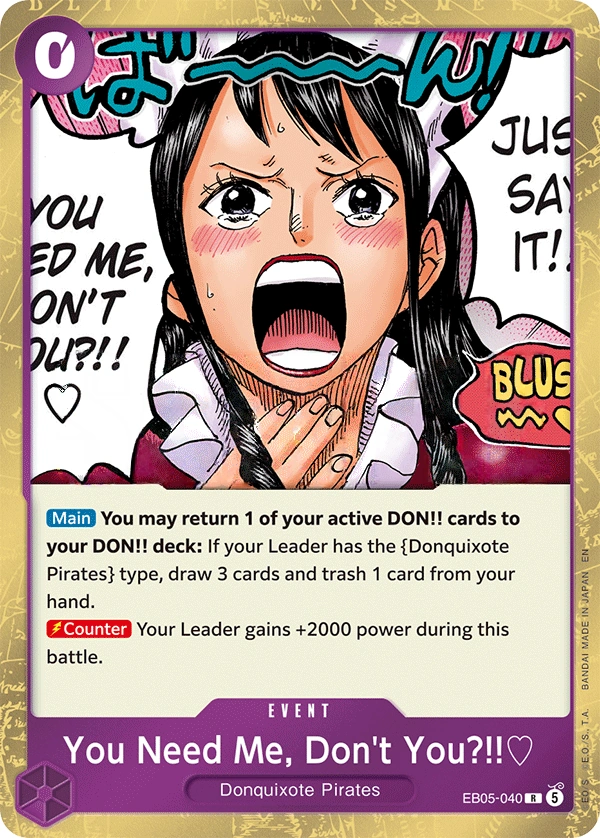 0
ば~~ん!
JUS
SA
IT!!
YOU
ED ME,
ON'T
OU?!!
♡
BLUS
Main You may return 1 of your active DON!! cards to
your DON!! deck: If your Leader has the {Donquixote
Pirates} type, draw 3 cards and trash 1 card from your
hand.
⚡Counter Your Leader gains +2000 power during this
battle.
EVENT
You Need Me, Don't You?!!♡
Donquixote Pirates
EB05-040 R 5
E.O.S. ©E.O./S, T.A. BANDAI MADE IN JAPAN EN